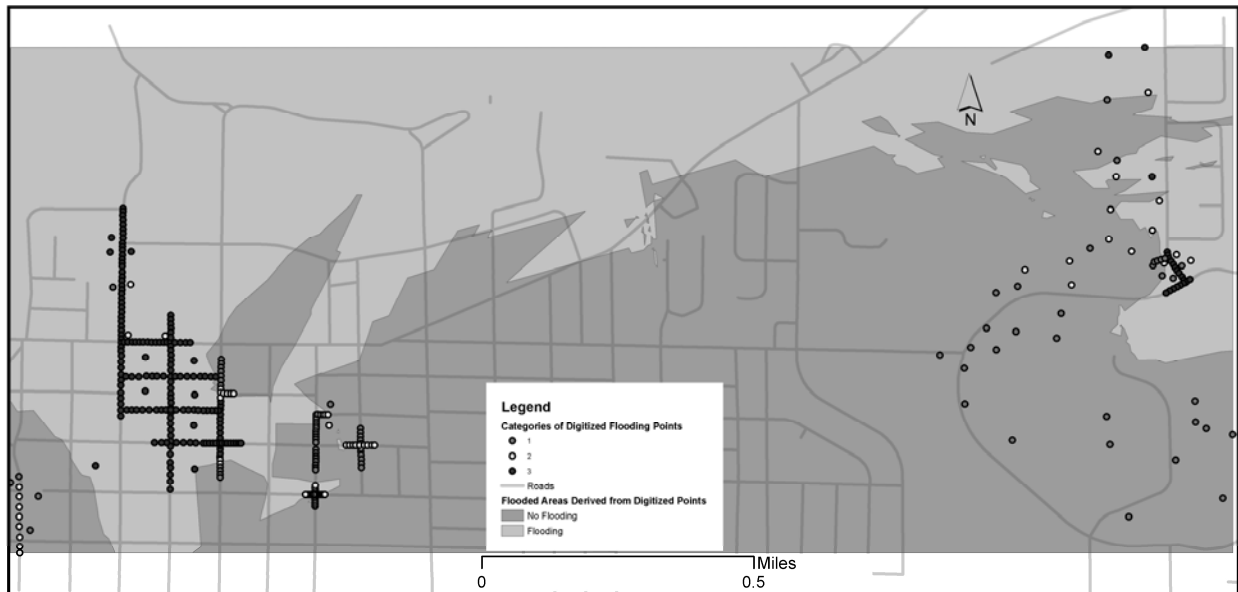 N
Legend
Categories of Digitized Flooding Points
1
2
3
Roads
Flooded Areas Derived from Digitized Points
No Flooding
Flooding
Miles
0
0.5